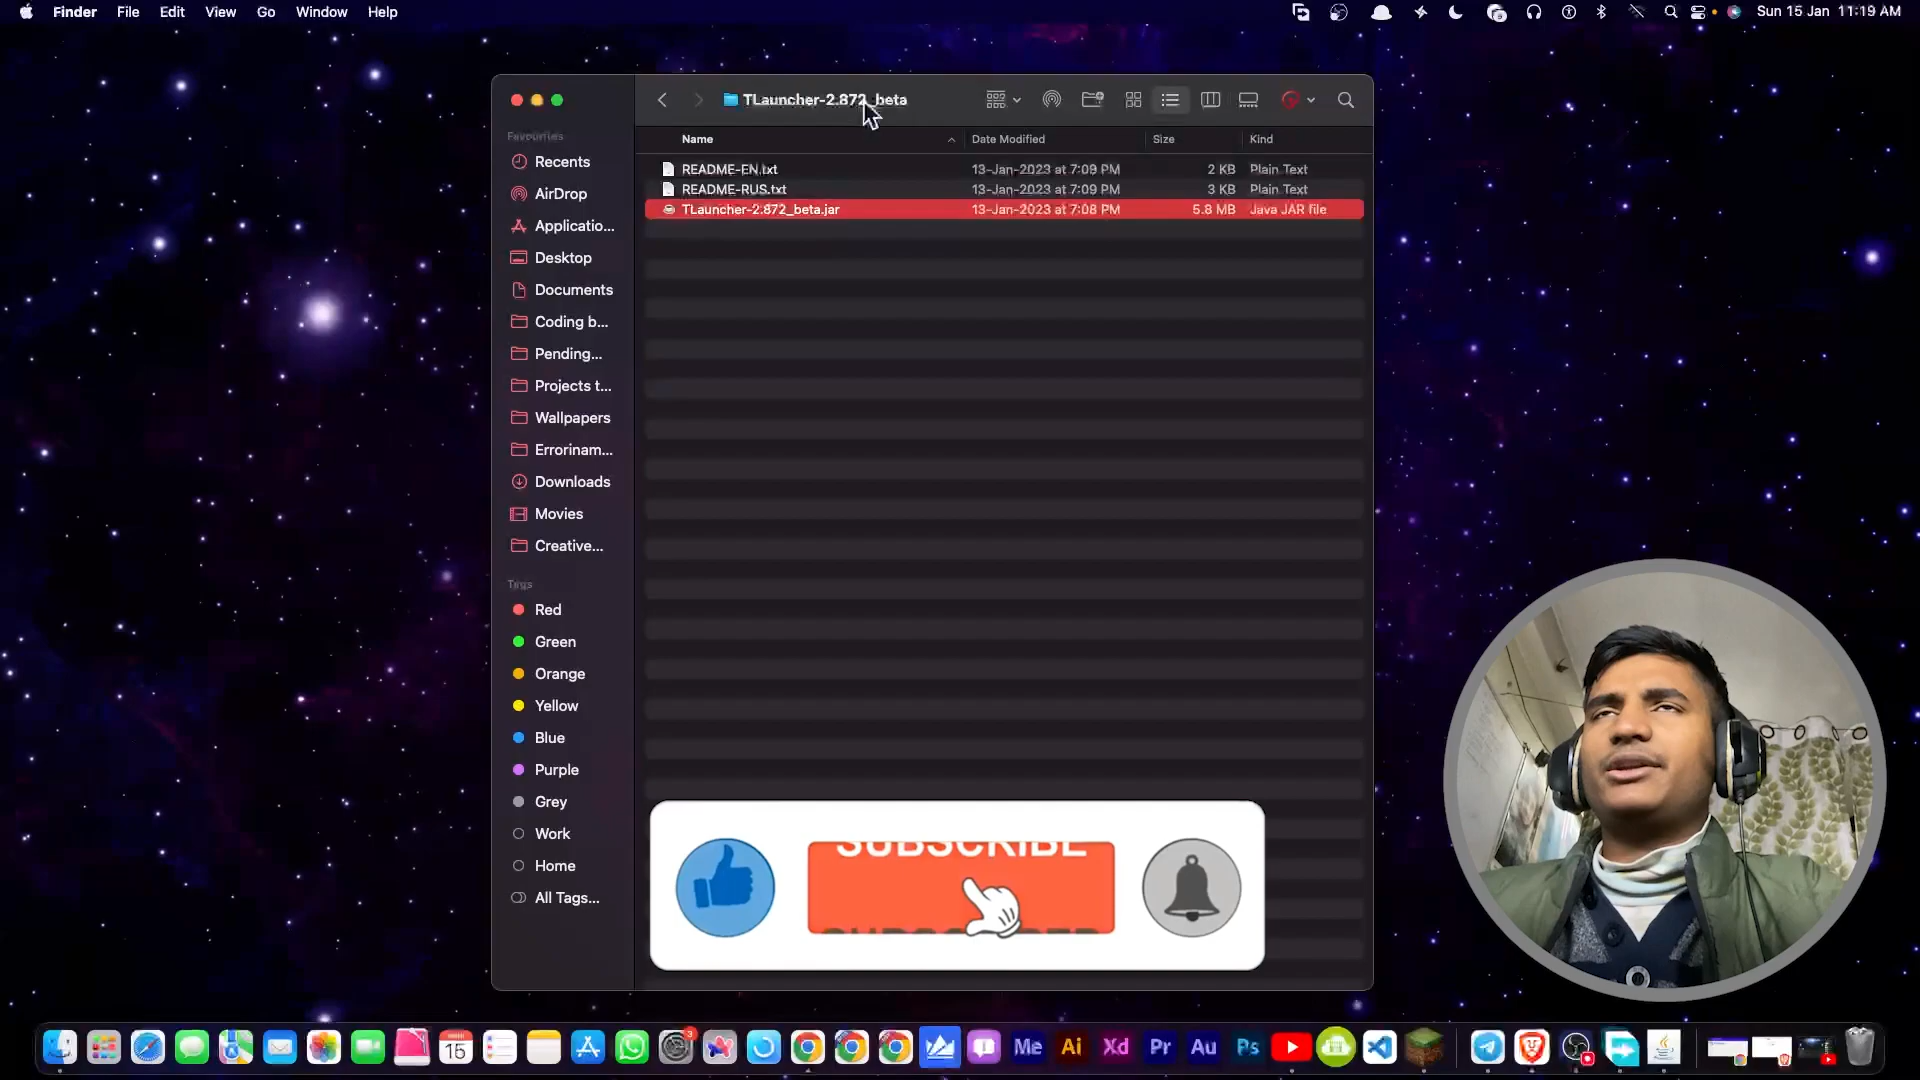 Finder File Edit View Go Window Help
Sun 15 Jan 11:19 AM
TLauncher-2.872_beta
Favourites
Recents
AirDrop
Applicatio...
Desktop
Documents
Coding b...
Pending...
Projects t...
Wallpapers
Errorinam...
Downloads
Movies
Creative...
Tags
Red
Green
Orange
Yellow
Blue
Purple
Grey
Work
Home
All Tags...
Name Date Modified Size Kind
README-EN.txt 13-Jan-2023 at 7:09 PM 2 KB Plain Text
README-RUS.txt 13-Jan-2023 at 7:09 PM 3 KB Plain Text
TLauncher-2.872_beta.jar 13-Jan-2023 at 7:08 PM 5.8 MB Java JAR file
SUBSCRIBE
SUBSCRIBED
15 3 Me Ai Xd Pr Au Ps